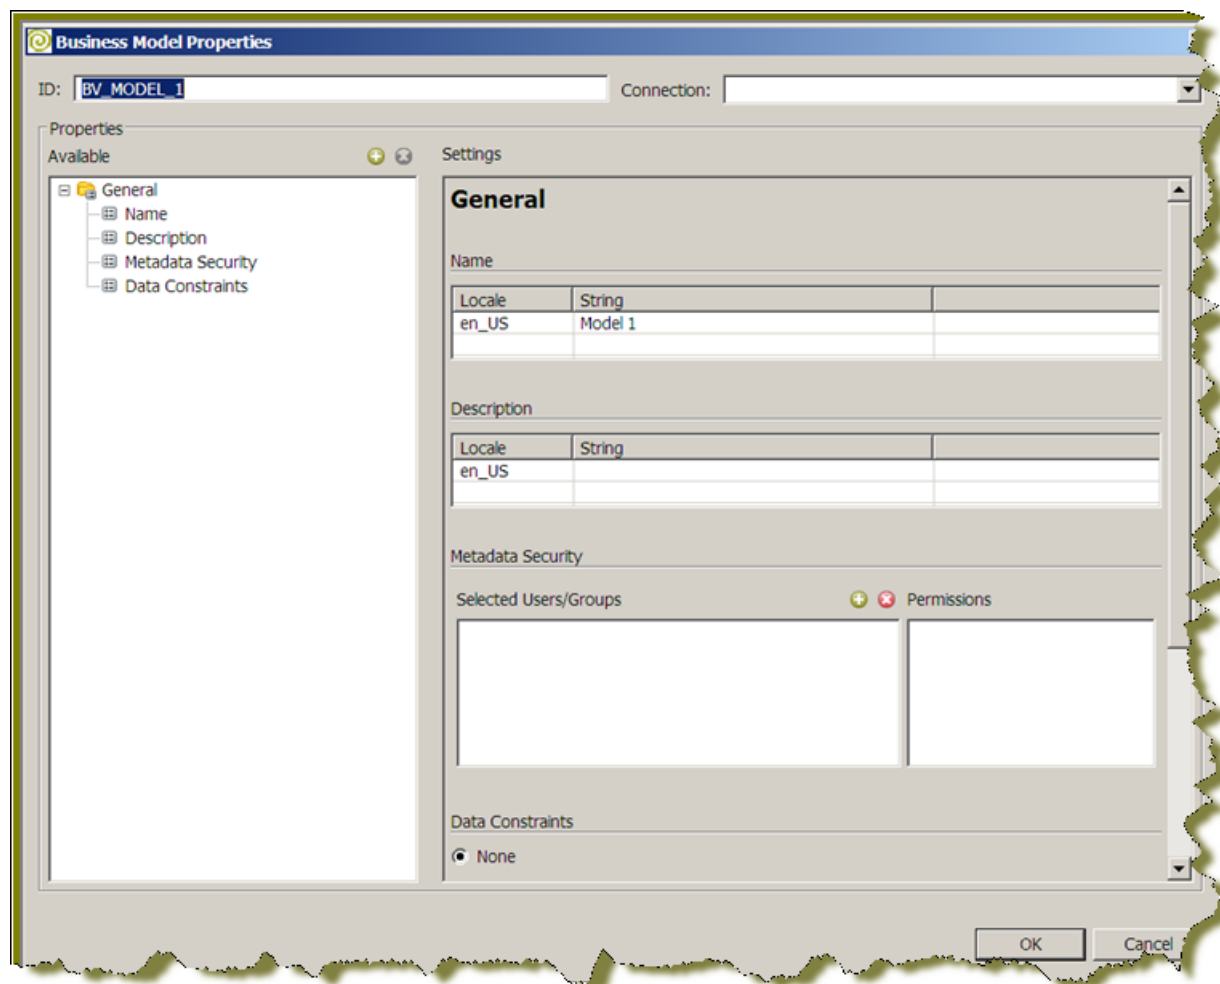 Business Model Properties
ID: BV_MODEL_1 Connection:
Properties
Available Settings
General
Name
Description
Metadata Security
Data Constraints
General
Name
Locale String
en_US Model 1
Description
Locale String
en_US
Metadata Security
Selected Users/Groups Permissions
Data Constraints
None
OK Cancel